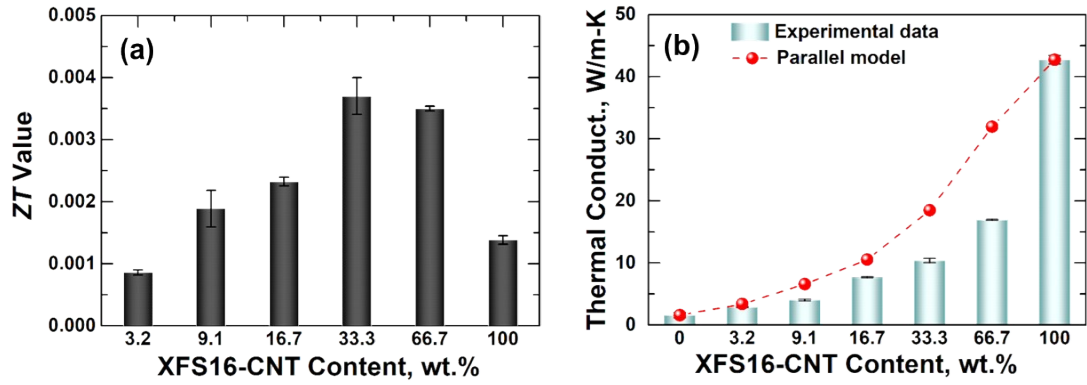 (a)
ZT Value
0.005
0.004
0.003
0.002
0.001
0.000
3.2 9.1 16.7 33.3 66.7 100
XFS16-CNT Content, wt.%
(b)
Experimental data
Parallel model
Thermal Conduct., W/m-K
50
40
30
20
10
0
0 3.2 9.1 16.7 33.3 66.7 100
XFS16-CNT Content, wt.%